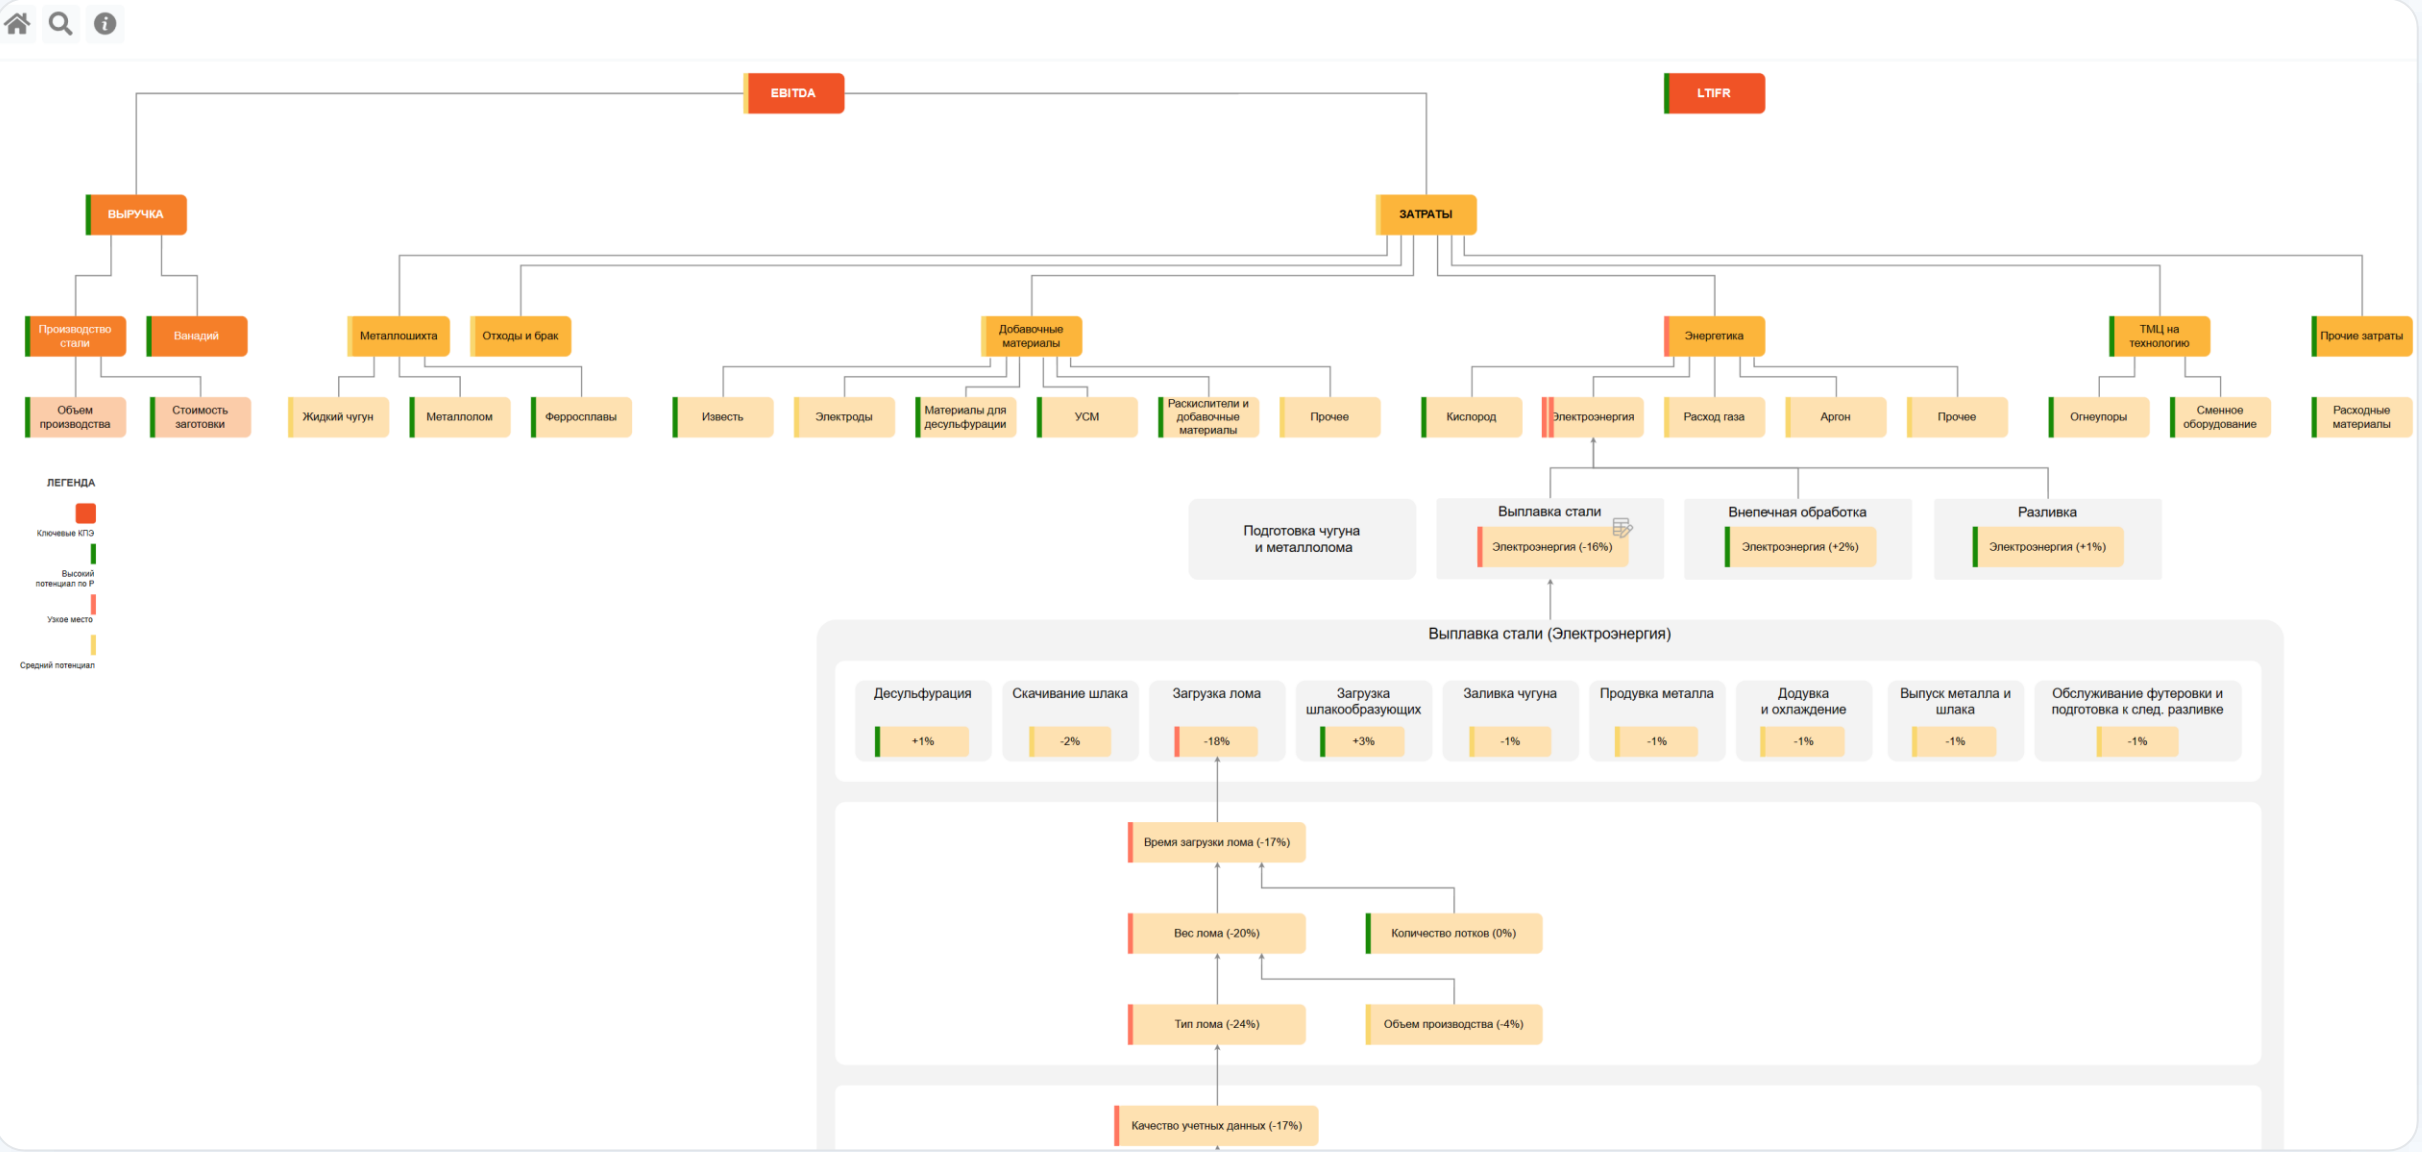 EBITDA
LTIFR
ВЫРУЧКА
ЗАТРАТЫ
Производство
стали
Ванадий
Металлошихта
Отходы и брак
Добавочные
материалы
Энергетика
ТМЦ на
технологию
Прочие затраты
Объем
производства
Стоимость
заготовки
Жидкий чугун
Металлолом
Ферросплавы
Известь
Электроды
Материалы для
десульфурации
УСМ
Раскислители и
добавочные
материалы
Прочее
Кислород
Электроэнергия
Расход газа
Аргон
Прочее
Огнеупоры
Сменное
оборудование
Расходные
материалы
ЛЕГЕНДА
Ключевые КПЭ
Высокий
потенциал по Р
Узкое место
Средний потенциал
Подготовка чугуна
и металлолома
Выплавка стали
Электроэнергия (-16%)
Внепечная обработка
Электроэнергия (+2%)
Разливка
Электроэнергия (+1%)
Выплавка стали (Электроэнергия)
Десульфурация
+1%
Скачивание шлака
-2%
Загрузка лома
-18%
Загрузка
шлакообразующих
+3%
Заливка чугуна
-1%
Продувка металла
-1%
Додувка
и охлаждение
-1%
Выпуск металла и
шлака
-1%
Обслуживание футеровки и
подготовка к след. разливке
-1%
Время загрузки лома (-17%)
Вес лома (-20%)
Количество лотков (0%)
Тип лома (-24%)
Объем производства (-4%)
Качество учетных данных (-17%)